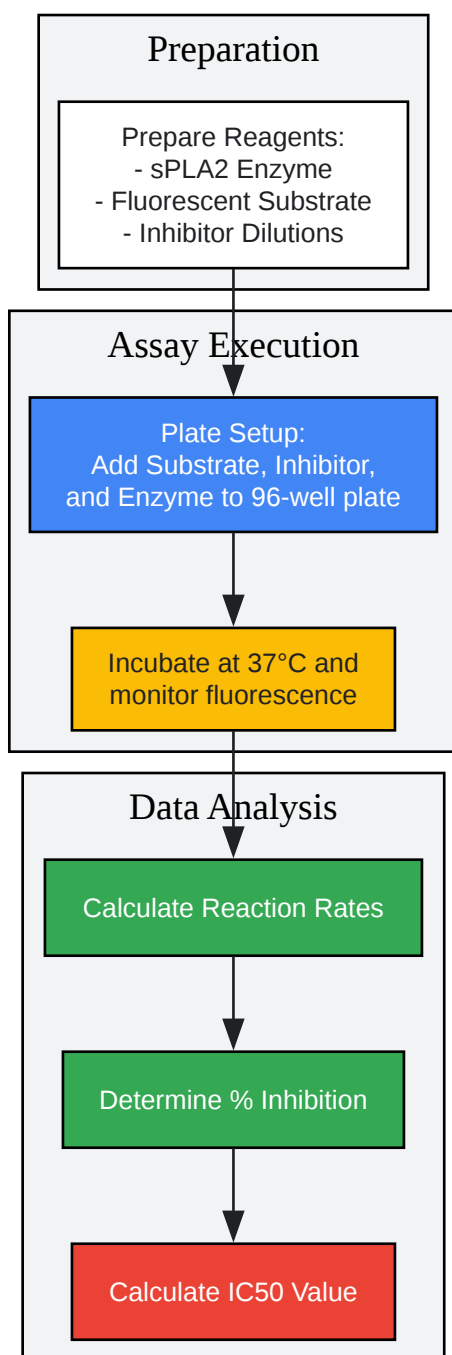 Preparation
Prepare Reagents:
- sPLA2 Enzyme
- Fluorescent Substrate
- Inhibitor Dilutions
Assay Execution
Plate Setup:
Add Substrate, Inhibitor,
and Enzyme to 96-well plate
Incubate at 37°C and
monitor fluorescence
Data Analysis
Calculate Reaction Rates
Determine % Inhibition
Calculate IC50 Value